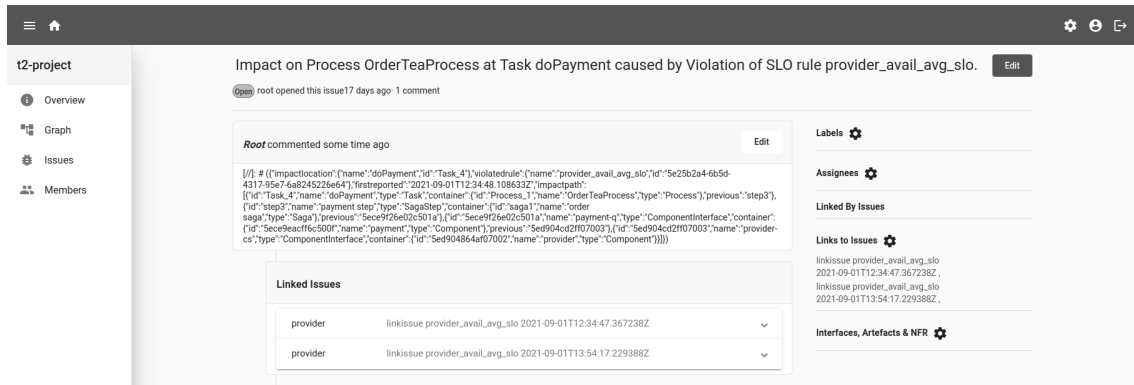 t2-project
Overview
Graph
Issues
Members
Impact on Process OrderTeaProcess at Task doPayment caused by Violation of SLO rule provider_avail_avg_slo.
Edit
Open root opened this issue17 days ago· 1 comment
Root commented some time ago
Edit
[//]: # ({"impactlocation":{"name":"doPayment","id":"Task_4"},"violatedrule":{"name":"provider_avail_avg_slo","id":"5e25b2a4-6b5d-
4317-95e7-6a8245226e64"},"firstreported":"2021-09-01T12:34:48.108633Z","impactpath":
[{"id":"Task_4","name":"doPayment","type":"Task","container":{"id":"Process_1","name":"OrderTeaProcess","type":"Process"},"previous":"step3"},
{"id":"step3","name":"payment step","type":"SagaStep","container":{"id":"saga1","name":"order
saga","type":"Saga"},"previous":"5ece9f26e02c501a"},{"id":"5ece9f26e02c501a","name":"payment-q","type":"ComponentInterface","container":
{"id":"5ece9eacff6c500f","name":"payment","type":"Component"},"previous":"5ed904cd2ff07003"},{"id":"5ed904cd2ff07003","name":"provider-
cs","type":"ComponentInterface","container":{"id":"5ed904864af07002","name":"provider","type":"Component"}}]})
Linked Issues
provider linkissue provider_avail_avg_slo 2021-09-01T12:34:47.367238Z
provider linkissue provider_avail_avg_slo 2021-09-01T13:54:17.229388Z
Labels
Assignees
Linked By Issues
Links to Issues
linkissue provider_avail_avg_slo
2021-09-01T12:34:47.367238Z ,
linkissue provider_avail_avg_slo
2021-09-01T13:54:17.229388Z ,
Interfaces, Artefacts & NFR